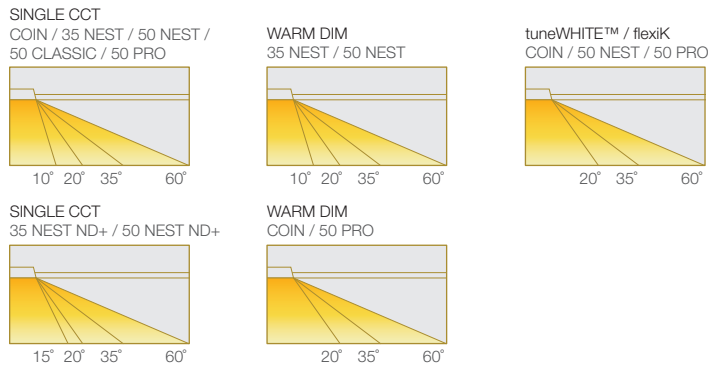 SINGLE CCT
COIN / 35 NEST / 50 NEST /
50 CLASSIC / 50 PRO
10˚ 20˚ 35˚ 60˚
WARM DIM
35 NEST / 50 NEST
10˚ 20˚ 35˚ 60˚
tuneWHITE™ / flexiK
COIN / 50 NEST / 50 PRO
20˚ 35˚ 60˚
SINGLE CCT
35 NEST ND+ / 50 NEST ND+
15˚ 20˚ 35˚ 60˚
WARM DIM
COIN / 50 PRO
20˚ 35˚ 60˚